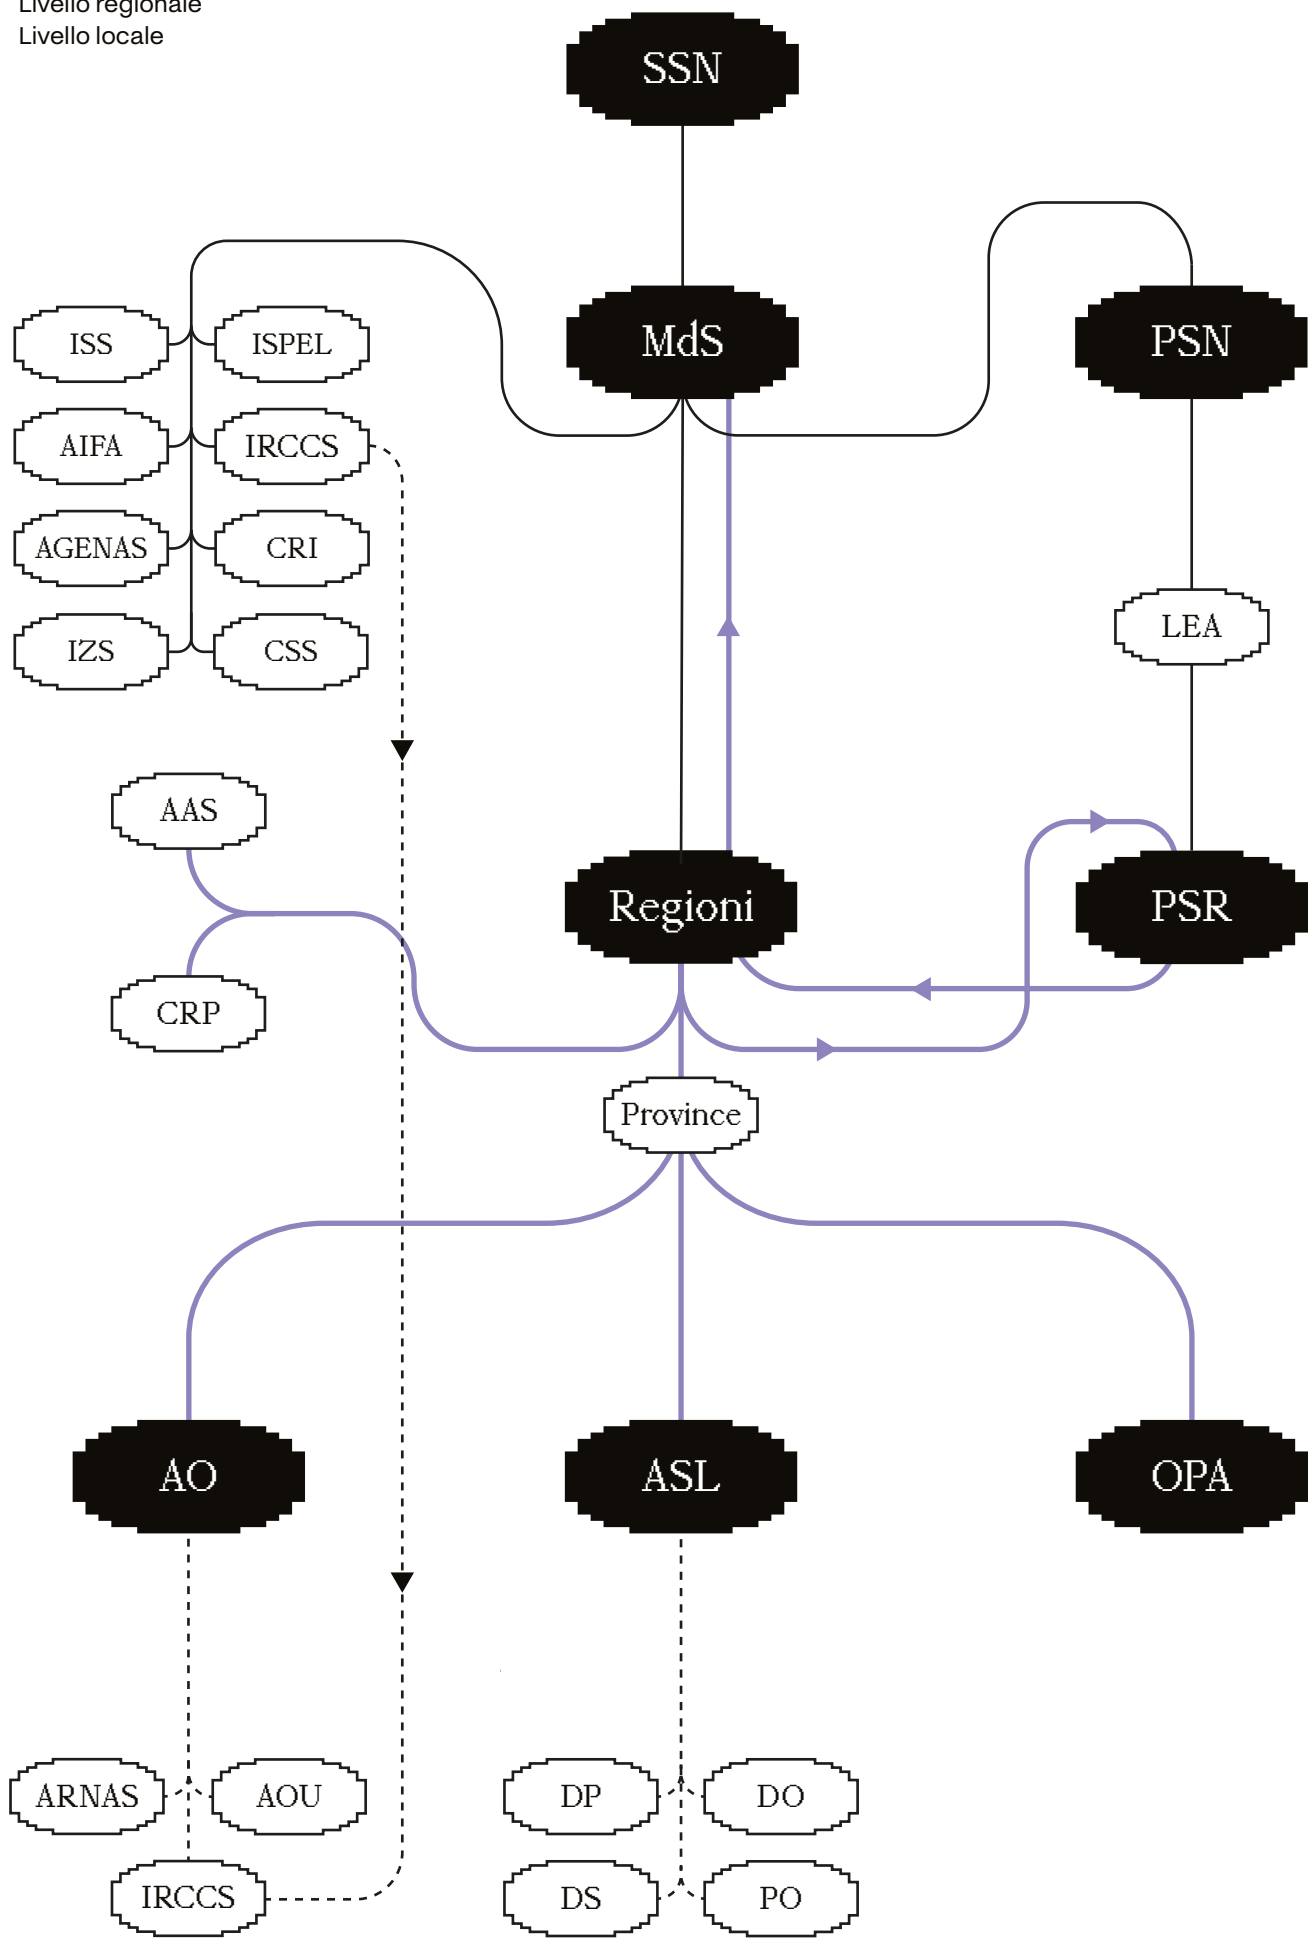 Livello regionale
Livello locale
SSN
MdS
PSN
ISS
ISPEL
AIFA
IRCCS
AGENAS
CRI
IZS
CSS
LEA
AAS
Regioni
PSR
CRP
Province
AO
ASL
OPA
ARNAS
AOU
DP
DO
IRCCS
DS
PO